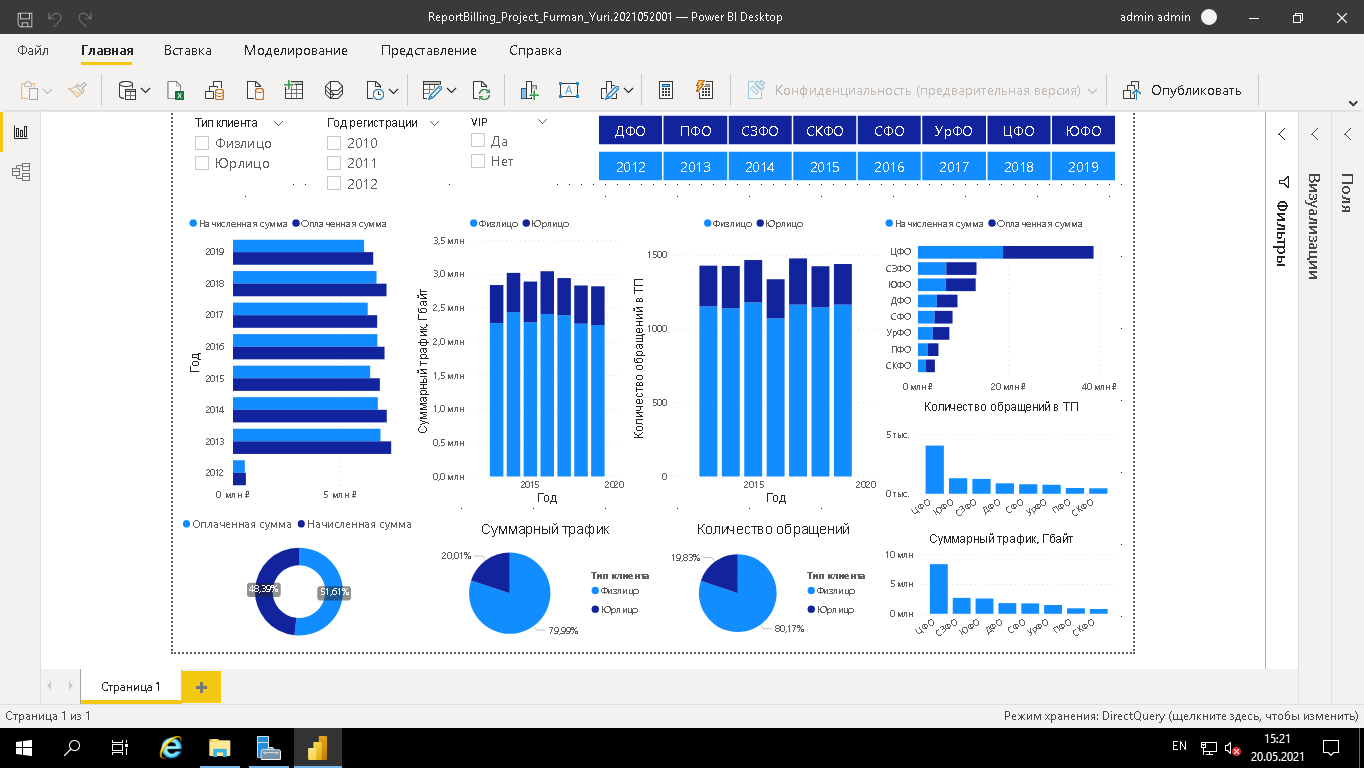 ReportBilling_Project_Furman_Yuri.2021052001 — Power BI Desktop
admin admin
Файл Главная Вставка Моделирование Представление Справка
Конфиденциальность (предварительная версия)
Опубликовать
Тип клиента
Физлицо
Юрлицо
Год регистрации
2010
2011
2012
VIP
Да
Нет
ДФО ПФО СЗФО СКФО СФО УрФО ЦФО ЮФО
2012 2013 2014 2015 2016 2017 2018 2019
Фильтры
Визуализации
Поля
Начисленная сумма Оплаченная сумма
Год
2019
2018
2017
2016
2015
2014
2013
2012
0 млн ₽ 5 млн ₽
Физлицо Юрлицо
Суммарный трафик, Гбайт
3,5 млн
3,0 млн
2,5 млн
2,0 млн
1,5 млн
1,0 млн
0,5 млн
0,0 млн
2015 2020
Год
Физлицо Юрлицо
Количество обращений в ТП
1500
1000
500
0
2015 2020
Год
Начисленная сумма Оплаченная сумма
ЦФО
СЗФО
ЮФО
ДФО
СФО
УрФО
ПФО
СКФО
0 млн ₽ 20 млн ₽ 40 млн ₽
Количество обращений в ТП
5 тыс.
0 тыс.
ЦФО ЮФО СЗФО ДФО СФО УрФО ПФО СКФО
Оплаченная сумма Начисленная сумма
48,39%
51,61%
Суммарный трафик
20,01%
79,99%
Тип клиента
Физлицо
Юрлицо
Количество обращений
19,83%
80,17%
Тип клиента
Физлицо
Юрлицо
Суммарный трафик, Гбайт
10 млн
5 млн
0 млн
ЦФО СЗФО ЮФО ДФО СФО УрФО ПФО СКФО
Страница 1
Страница 1 из 1
Режим хранения: DirectQuery (щелкните здесь, чтобы изменить)
EN
15:21
20.05.2021